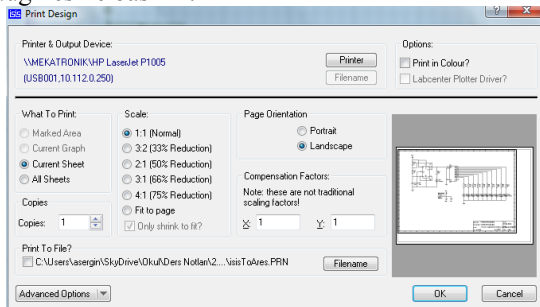 Print Design
Printer & Output Device:
\\MEKATRONIK\HP LaserJet P1005
(USB001,10.112.0.250)
Printer
Filename
Options:
Print in Colour?
Labcenter Plotter Driver?
What To Print:
Marked Area
Current Graph
Current Sheet
All Sheets
Copies
Copies: 1
Scale:
1:1 (Normal)
3:2 (33% Reduction)
2:1 (50% Reduction)
3:1 (66% Reduction)
4:1 (75% Reduction)
Fit to page
Only shrink to fit?
Page Orientation
Portrait
Landscape
Compensation Factors:
Note: these are not traditional
scaling factors!
X: 1 Y: 1
Print To File?
C:\Users\asergin\SkyDrive\Okul\Ders Notları\2....\isisToAres.PRN
Filename
Advanced Options
OK
Cancel